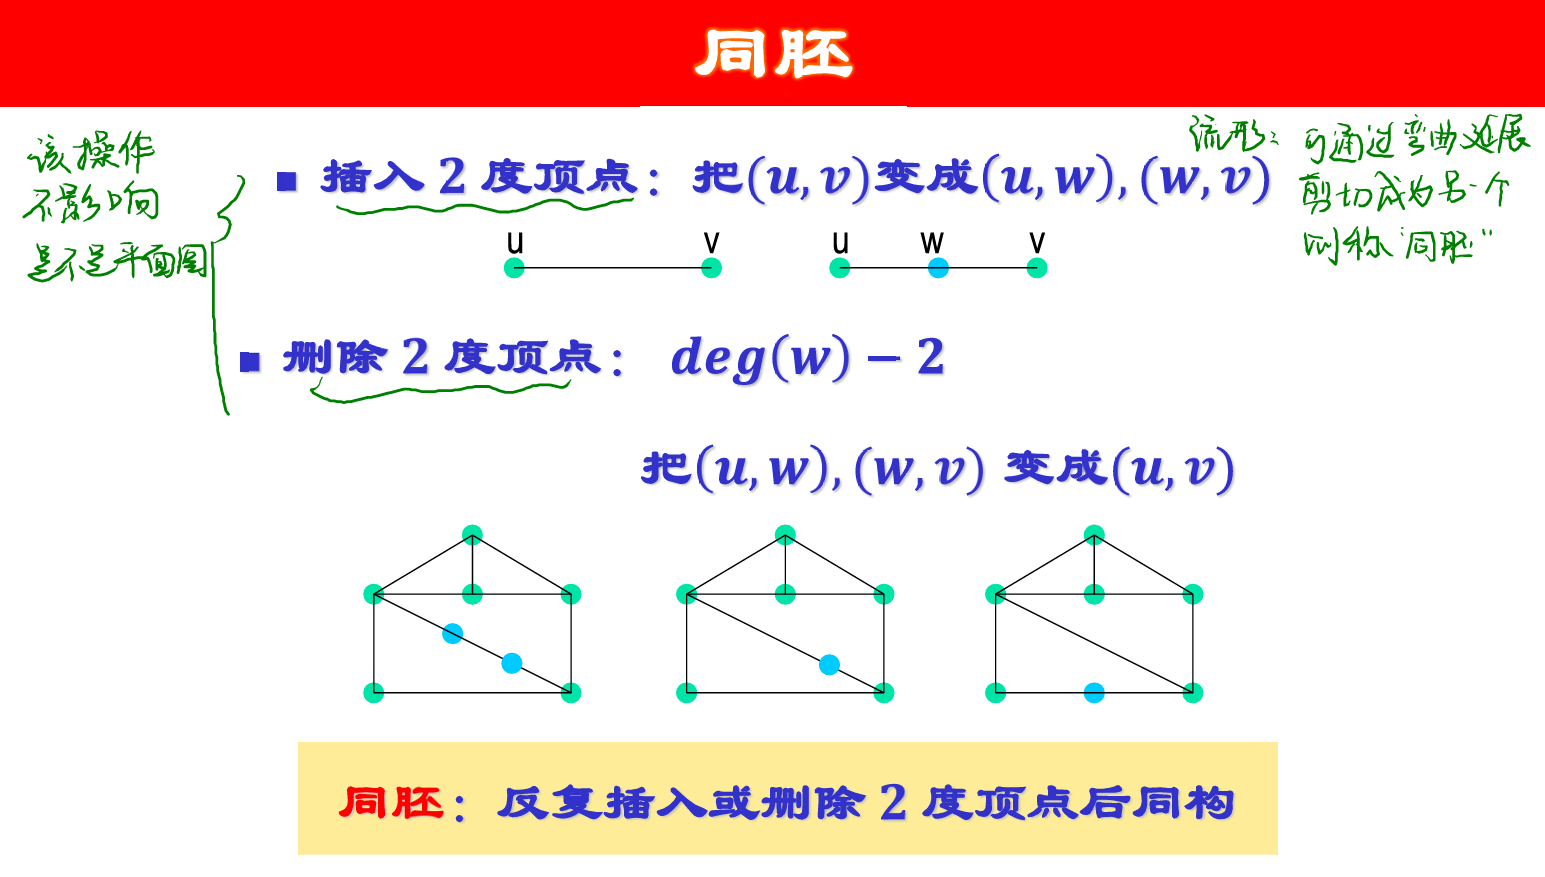 同胚
该操作
不影响
是不是平面图
流形：可通过弯曲延展
剪切成为另一个
则称“同胚”
■ 插入 2 度顶点：把(u, v)变成(u, w), (w, v)
u v u w v
■ 删除 2 度顶点： deg(w) − 2
把(u, w), (w, v) 变成(u, v)
同胚：反复插入或删除 2 度顶点后同构